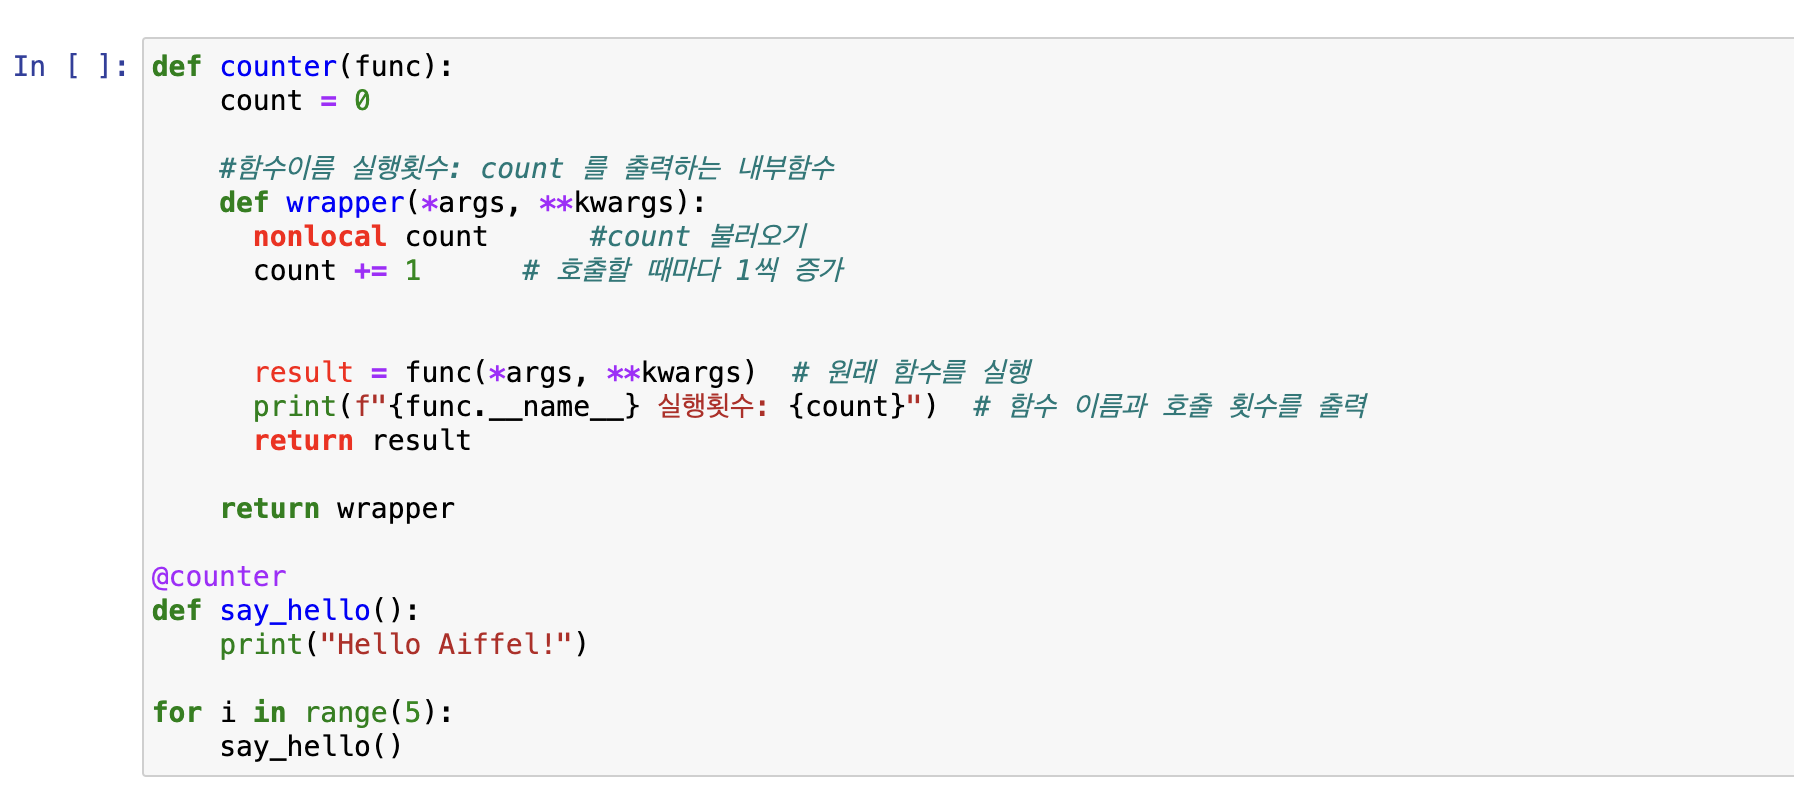 In [ ]: def counter(func):
    count = 0
    #함수이름 실행횟수: count 를 출력하는 내부함수
    def wrapper(*args, **kwargs):
      nonlocal count      #count 불러오기
      count += 1      # 호출할 때마다 1씩 증가
      result = func(*args, **kwargs)  # 원래 함수를 실행
      print(f"{func.__name__} 실행횟수: {count}")  # 함수 이름과 호출 횟수를 출력
      return result
    return wrapper
@counter
def say_hello():
    print("Hello Aiffel!")
for i in range(5):
    say_hello()